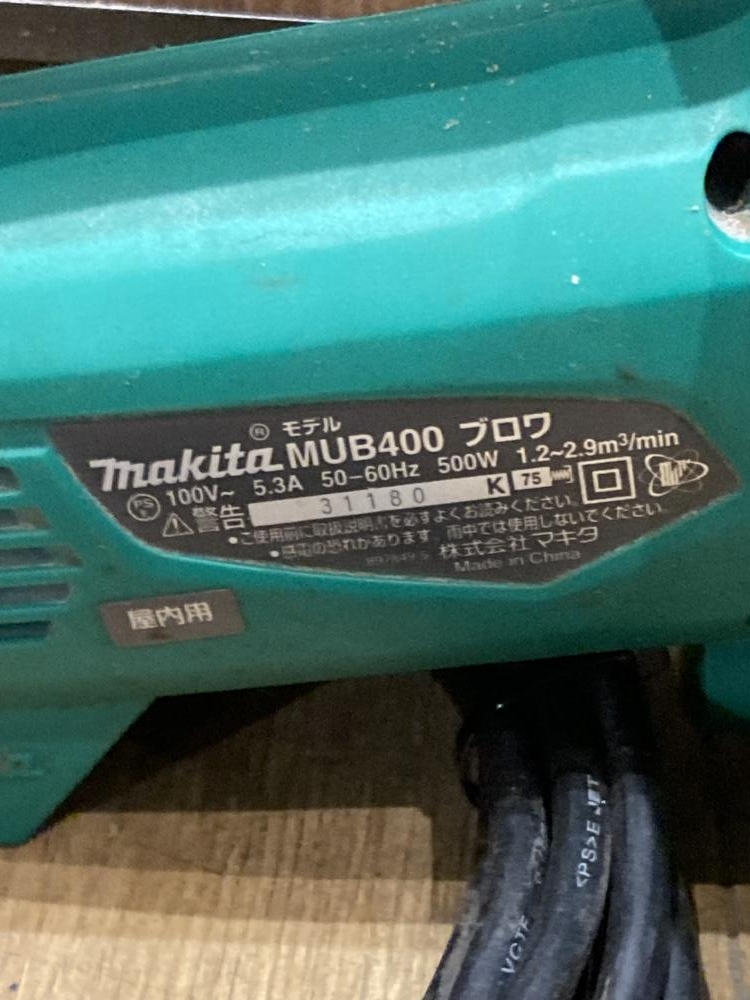 ® モデル
makita MUB400 ブロワ
PS E 100V~ 5.3A 50-60Hz 500W 1.2~2.9m³/min
警告 31180 K 75
•ご使用前に取扱説明書を必ずよくお読みください。
•感電の恐れがあります。雨中では使用しないでください。
株式会社マキタ
Made in China
屋内用
VCTF
<PS>E JET